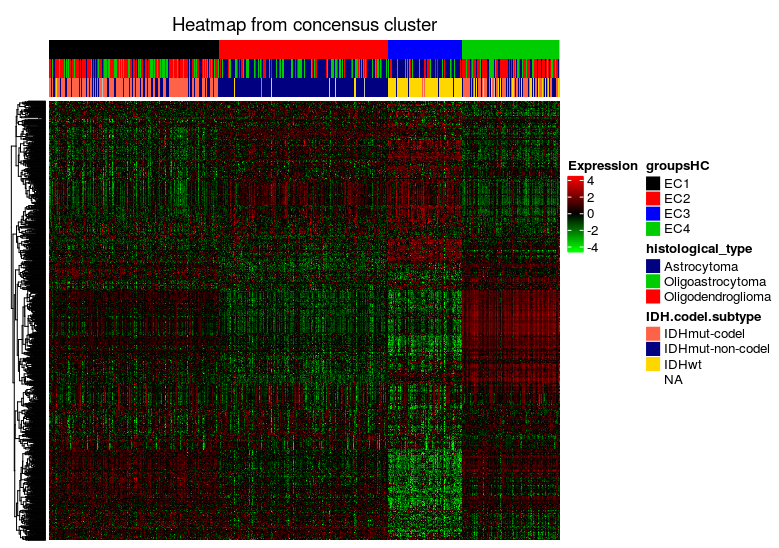 Heatmap from concensus cluster
Expression
4
2
0
-2
-4
groupsHC
EC1
EC2
EC3
EC4
histological_type
Astrocytoma
Oligoastrocytoma
Oligodendroglioma
IDH.codel.subtype
IDHmut-codel
IDHmut-non-codel
IDHwt
NA